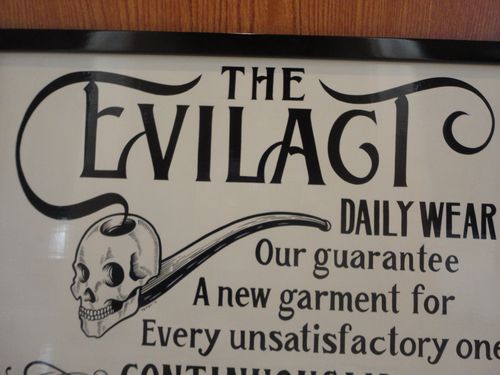 THE
EVILACT
DAILY WEAR
Our guarantee
A new garment for
Every unsatisfactory one